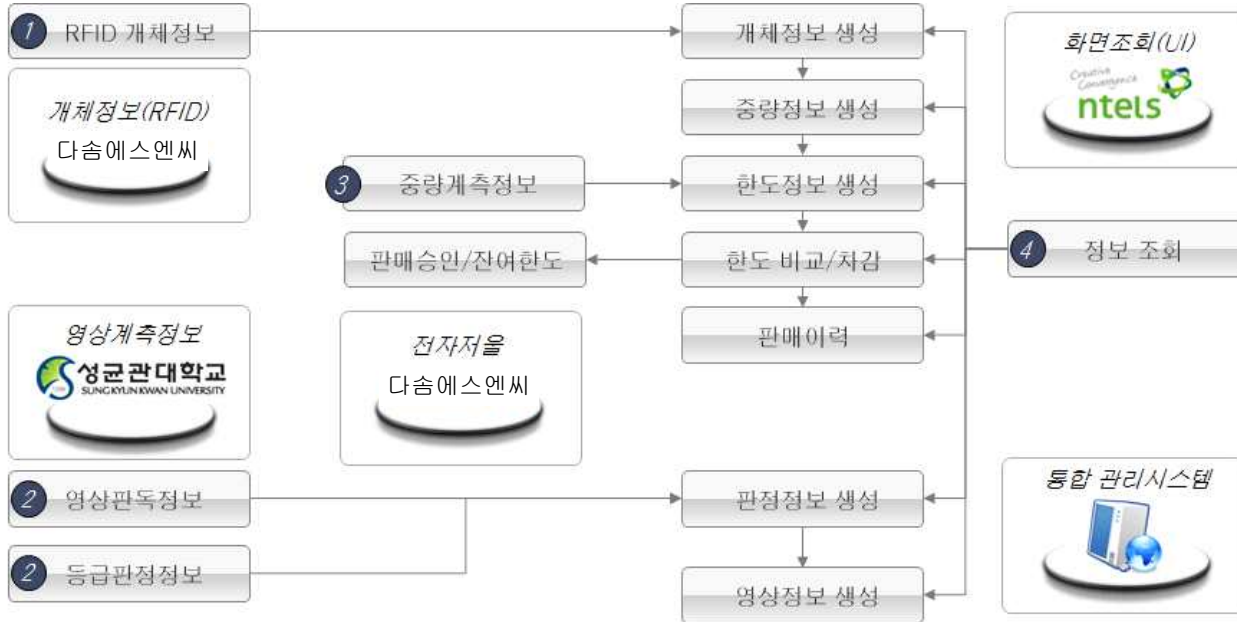 1 RFID 개체정보
개체정보(RFID)
다솜에스엔씨
영상계측정보
성균관대학교
SUNGKYUNKWAN UNIVERSITY
2 영상판독정보
2 등급판정정보
3 중량계측정보
판매승인/잔여한도
전자저울
다솜에스엔씨
개체정보 생성
중량정보 생성
한도정보 생성
한도 비교/차감
판매이력
판정정보 생성
영상정보 생성
화면조회(UI)
Creative
Convergence
ntels
4 정보 조회
통합 관리시스템